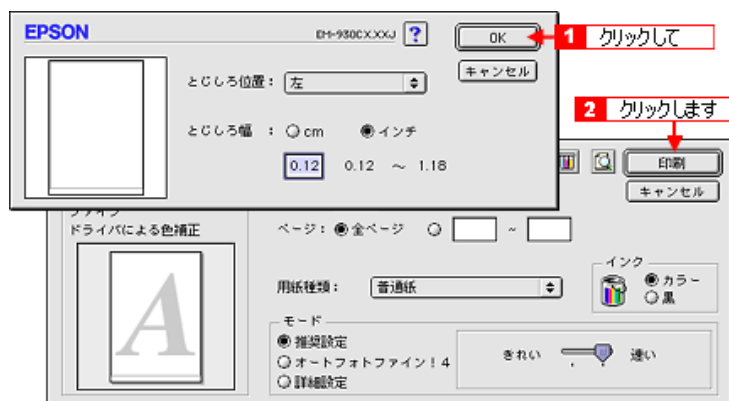 EPSON
EM-930CX.XXJ ?
OK
1 クリックして
とじしろ位置： 左
キャンセル
とじしろ幅 ： cm インチ
0.12 0.12 ～ 1.18
2 クリックします
印刷
キャンセル
ファイン
ドライバによる色補正
A
ページ： 全ページ ～
用紙種類： 普通紙
インク
カラー
黒
モード
推奨設定
オートフォトファイン！4
詳細設定
きれい 速い